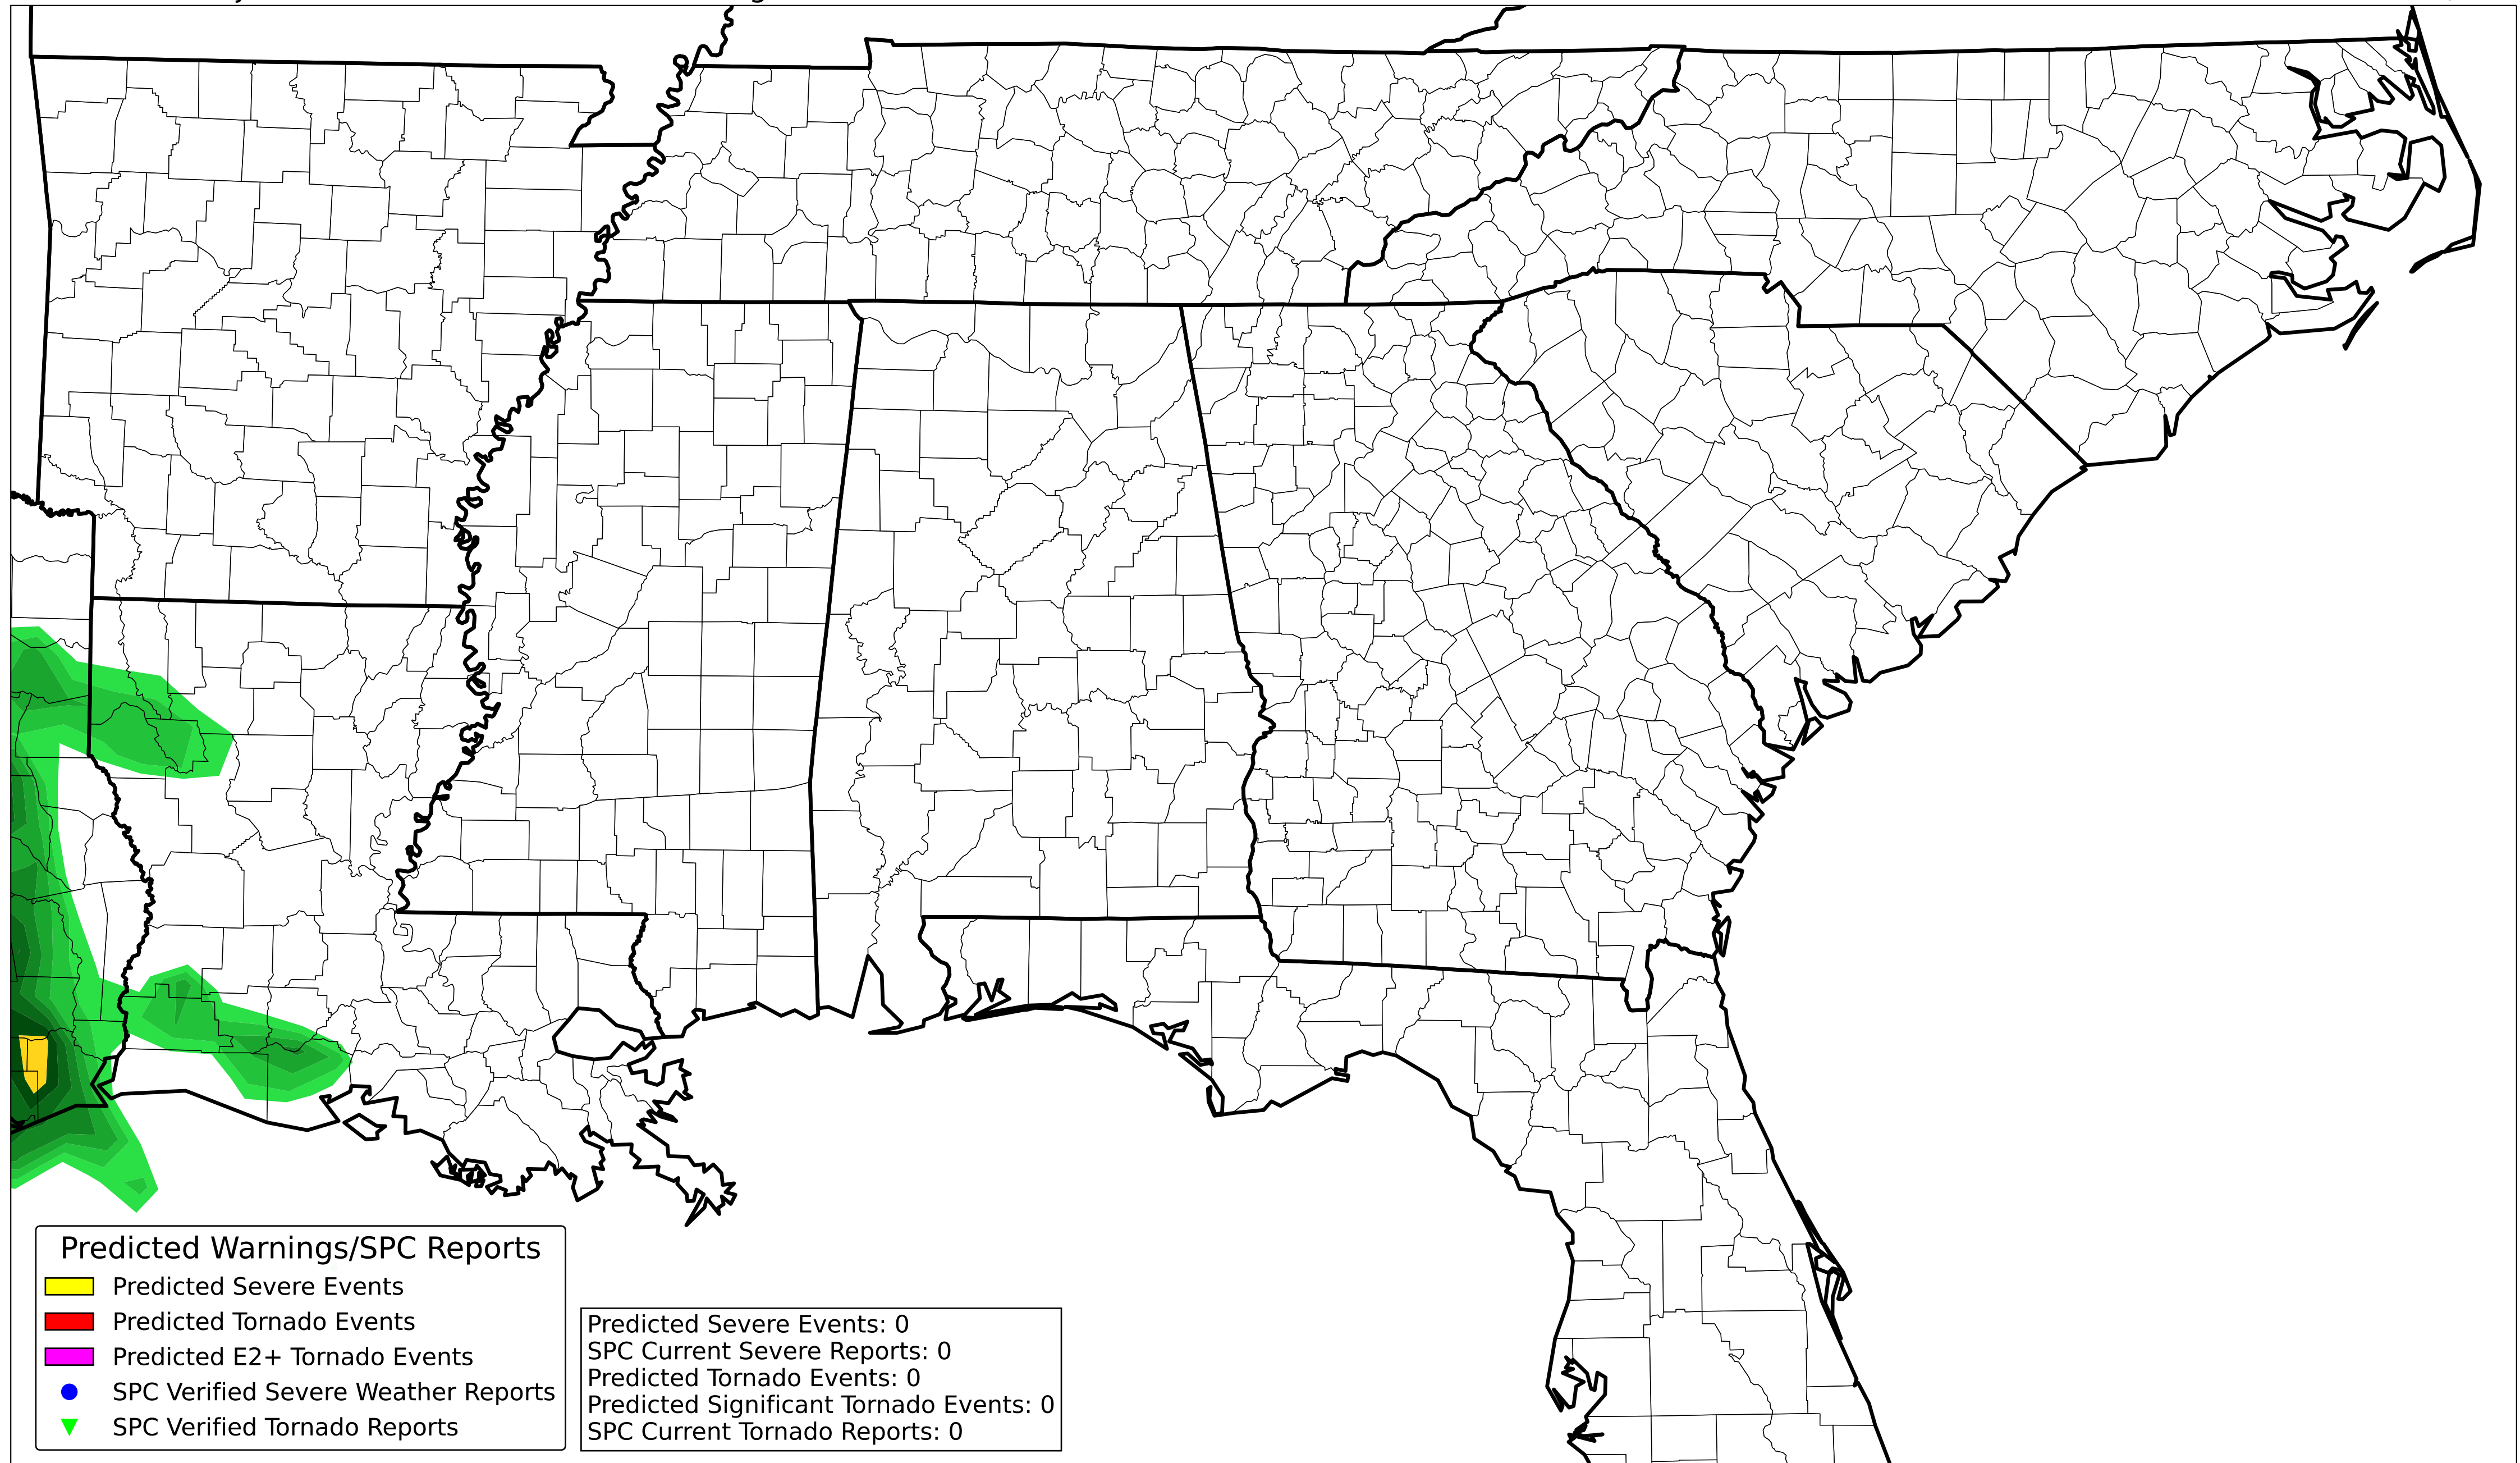 Predicted Warnings/SPC Reports
Predicted Severe Events
Predicted Tornado Events
Predicted E2+ Tornado Events
SPC Verified Severe Weather Reports
SPC Verified Tornado Reports
Predicted Severe Events: 0
SPC Current Severe Reports: 0
Predicted Tornado Events: 0
Predicted Significant Tornado Events: 0
SPC Current Tornado Reports: 0